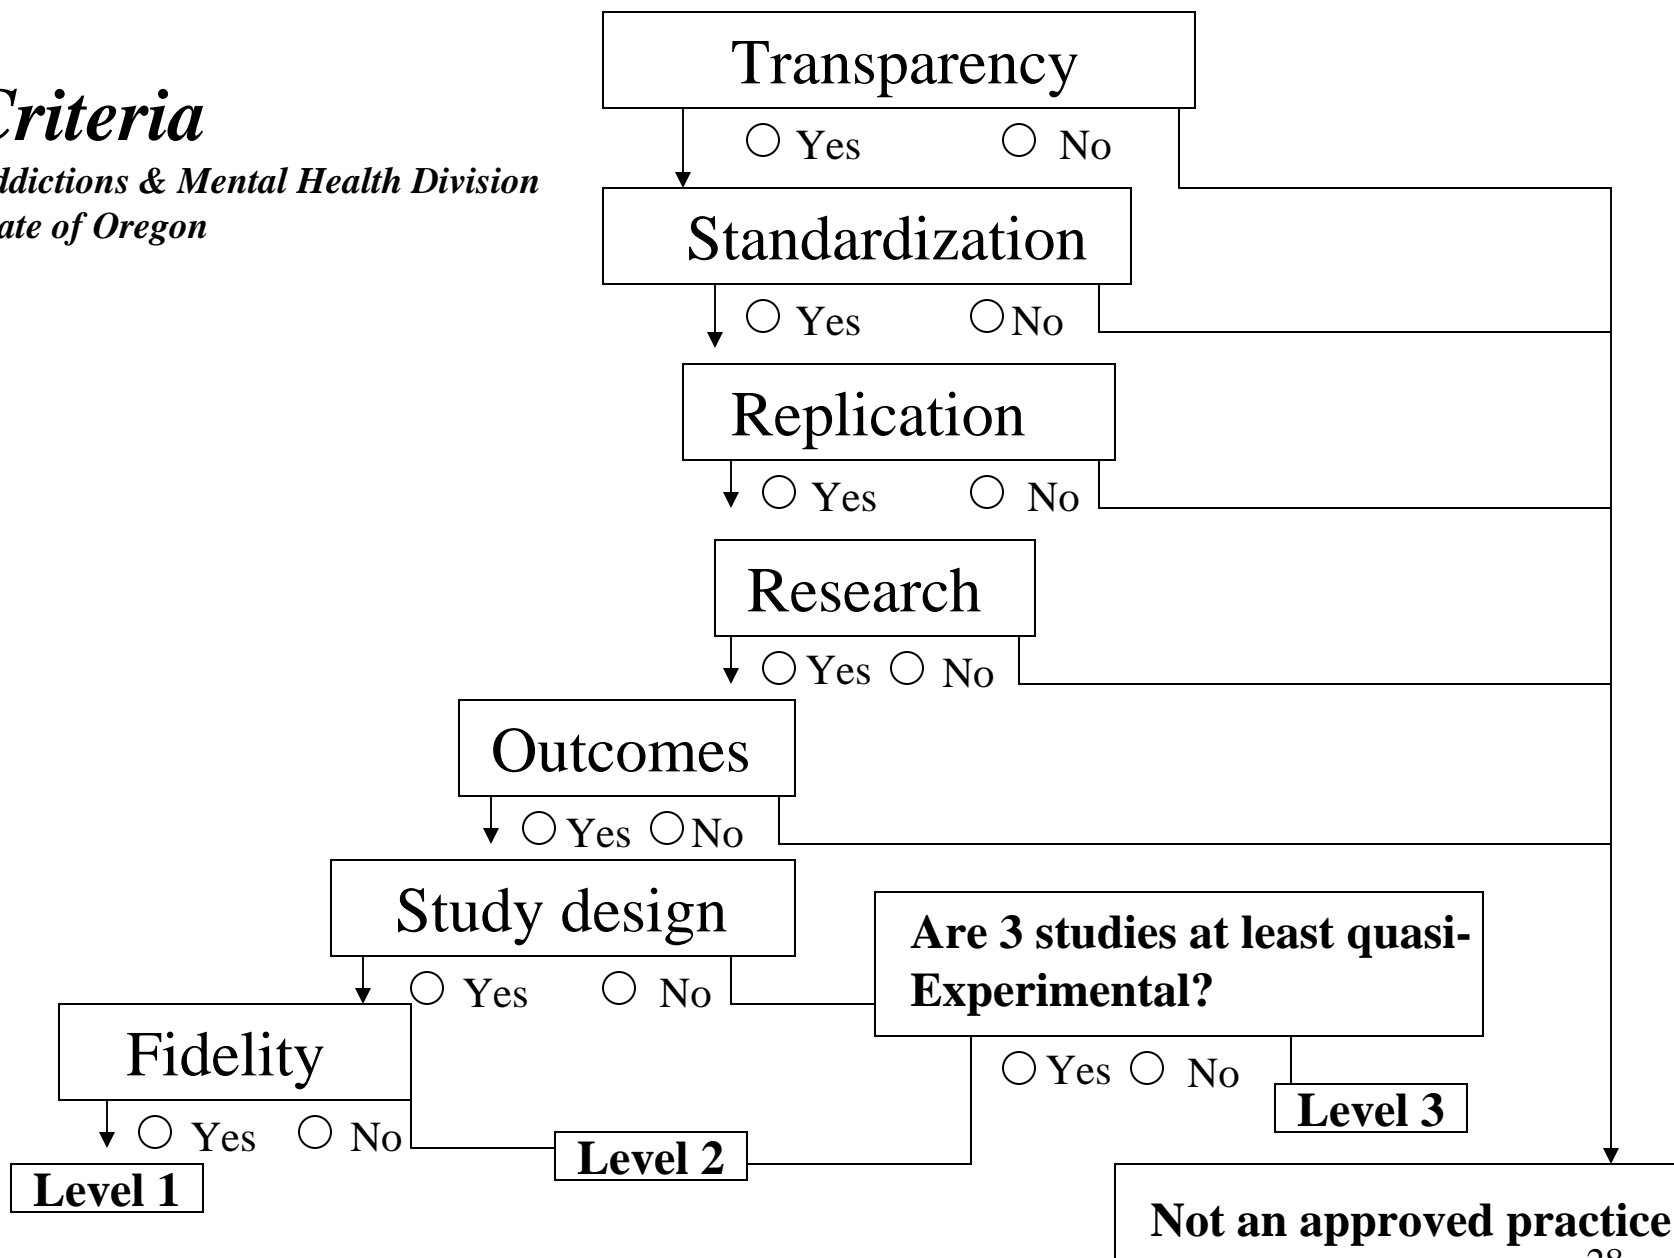 Transparency
Criteria
Yes No
ddictions & Mental Health Division
ate of Oregon
Standardization
Yes No
Replication
Yes No
Research
Yes No
Outcomes
Yes No
Study design
Are 3 studies at least quasi-
Experimental?
Yes No
Fidelity
Yes No
Level 3
Yes No
Level 2
Level 1
Not an approved practice
28